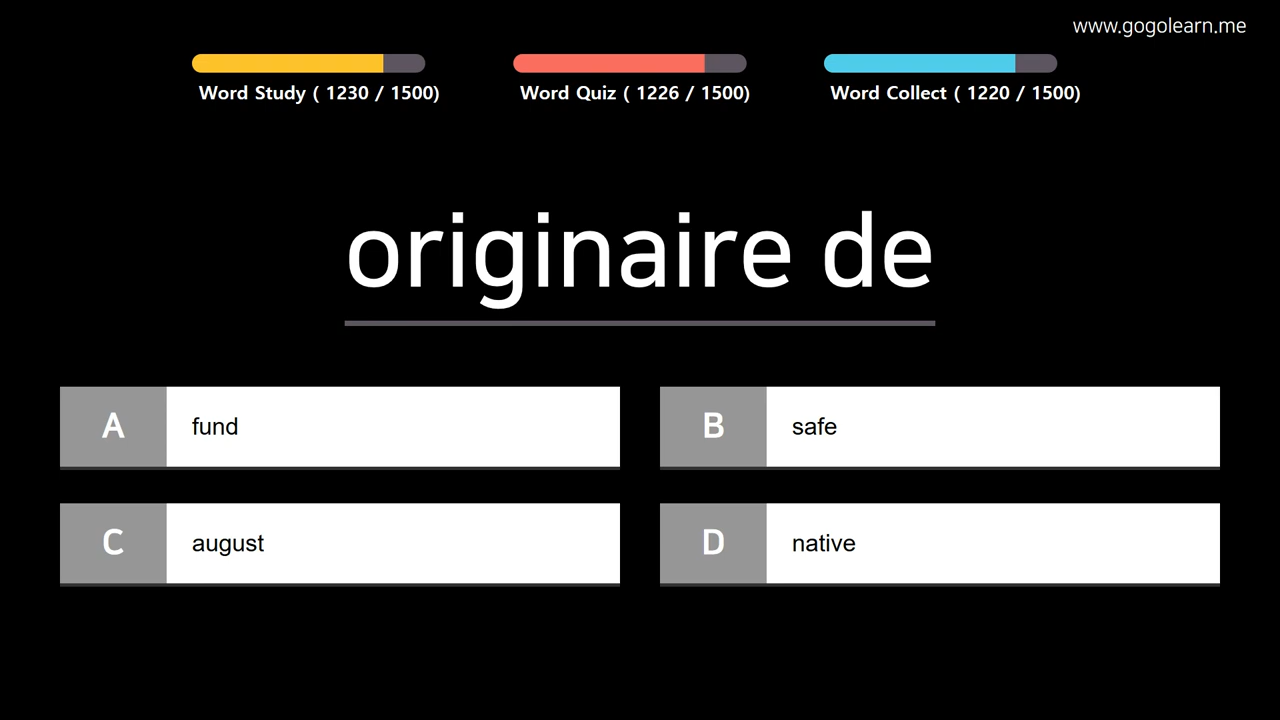 www.gogolearn.me
Word Study ( 1230 / 1500)
Word Quiz ( 1226 / 1500)
Word Collect ( 1220 / 1500)
originaire de
A fund
B safe
C august
D native